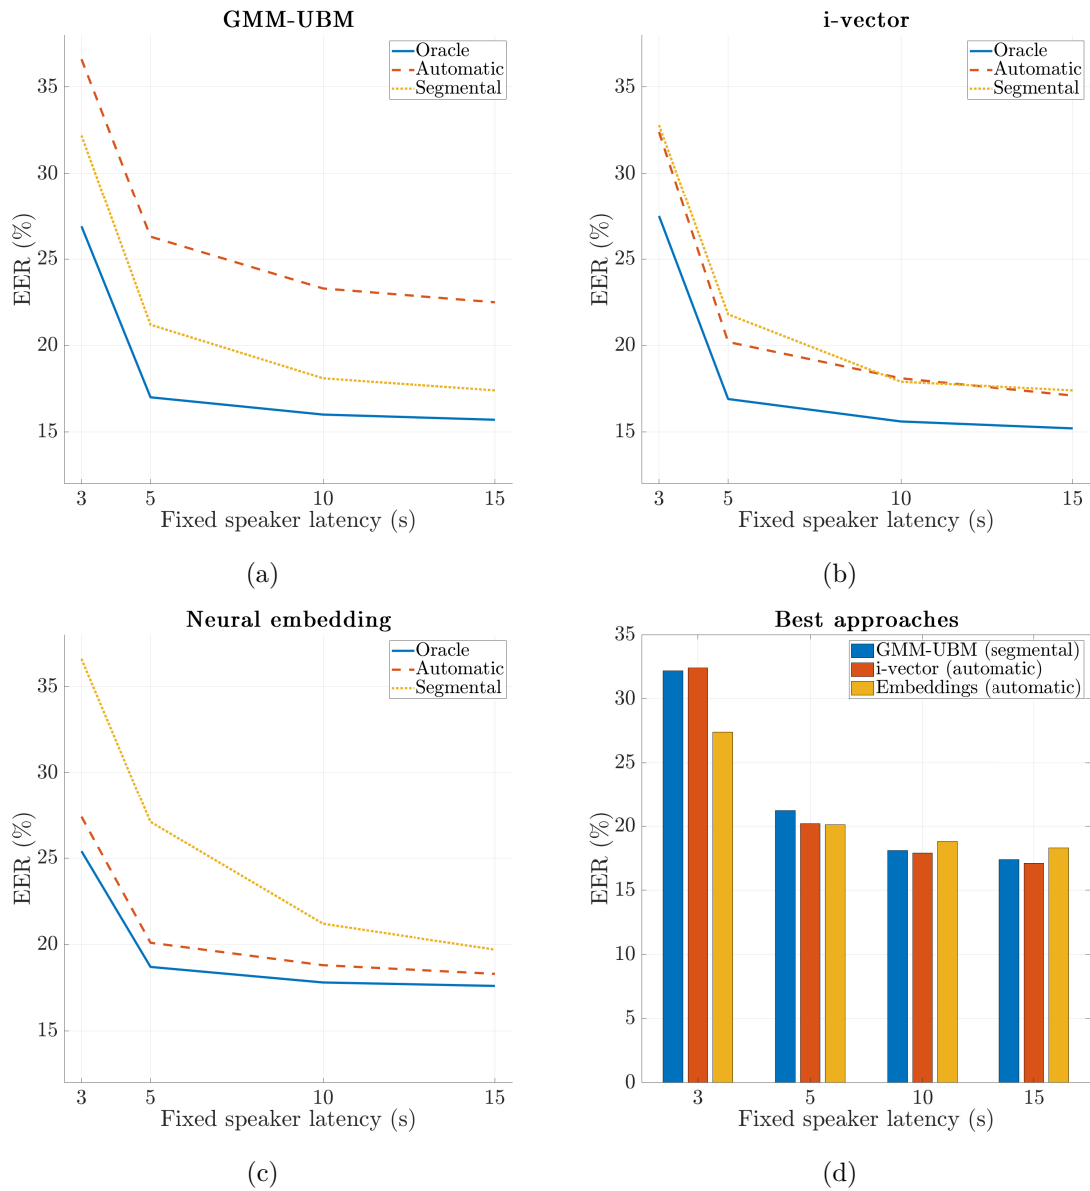 GMM-UBM
Oracle
Automatic
Segmental
35
30
25
20
15
EER (%)
3 5 10 15
Fixed speaker latency (s)
(a)
i-vector
Oracle
Automatic
Segmental
35
30
25
20
15
EER (%)
3 5 10 15
Fixed speaker latency (s)
(b)
Neural embedding
Oracle
Automatic
Segmental
35
30
25
20
15
EER (%)
3 5 10 15
Fixed speaker latency (s)
(c)
Best approaches
GMM-UBM (segmental)
i-vector (automatic)
Embeddings (automatic)
35
30
25
20
15
10
5
0
EER (%)
3 5 10 15
Fixed speaker latency (s)
(d)